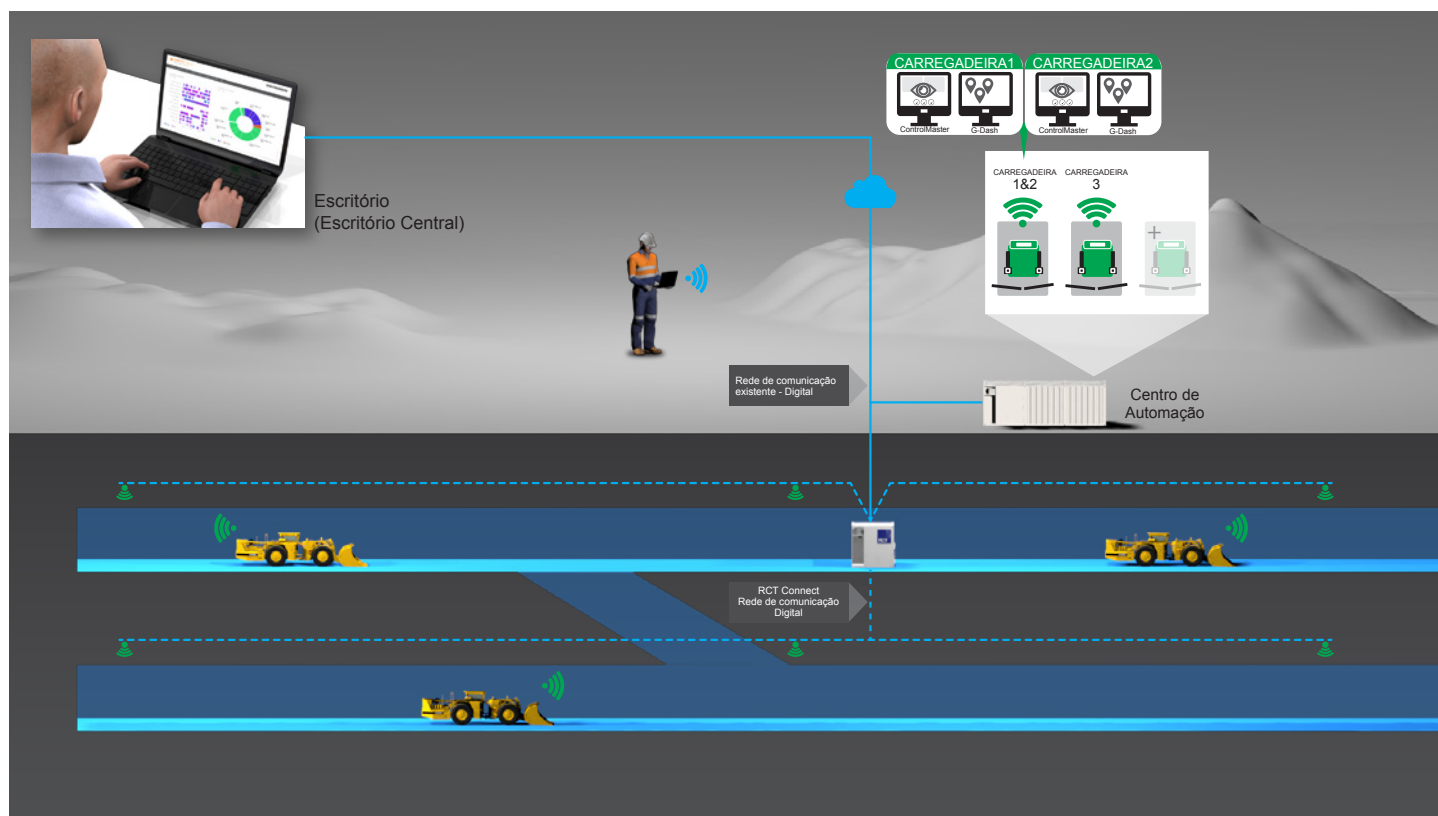 Escritório
(Escritório Central)
CARREGADEIRA1
CARREGADEIRA2
ControlMaster
G-Dash
ControlMaster
G-Dash
CARREGADEIRA
1&2
CARREGADEIRA
3
Rede de comunicação
existente - Digital
Centro de
Automação
RCT
RCT Connect
Rede de comunicação
Digital